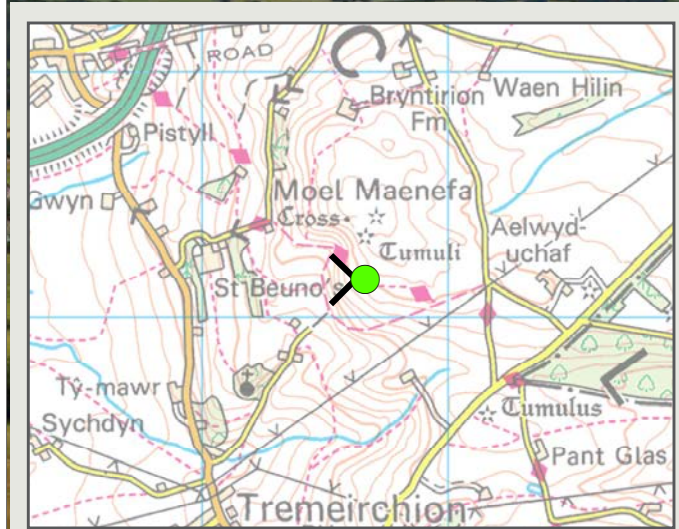 ROAD
C
Bryntirion
Fm
Waen Hilin
Pistyll
Gwyn
Moel Maenefa
Cross
Tumuli
Aelwyd-
uchaf
St Beuno's
Tŷ-mawr
Sychdyn
Tumulus
Pant Glas
Tremeirchion